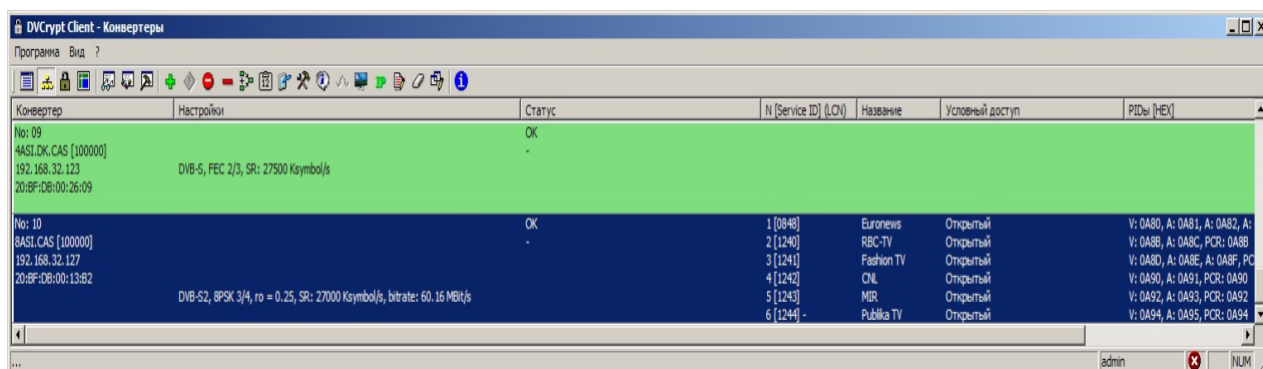 DVCrypt Client - Конвертеры
Программа Вид ?
IP
Конвертер Настройки Статус N [Service ID] (LCN) Название Условный доступ PIDы [HEX]
No: 09 OK
4ASI.DK.CAS [100000] -
192.168.32.123 DVB-S, FEC 2/3, SR: 27500 Ksymbol/s
20:BF:DB:00:26:09
No: 10 OK 1 [0848] Euronews Открытый V: 0A80, A: 0A81, A: 0A82, A:
8ASI.CAS [100000] - 2 [1240] RBC-TV Открытый V: 0A8B, A: 0A8C, PCR: 0A8B
192.168.32.127 3 [1241] Fashion TV Открытый V: 0A8D, A: 0A8E, A: 0A8F, PC
20:BF:DB:00:13:B2 4 [1242] CNL Открытый V: 0A90, A: 0A91, PCR: 0A90
DVB-S2, 8PSK 3/4, ro = 0.25, SR: 27000 Ksymbol/s, bitrate: 60.16 MBit/s 5 [1243] MIR Открытый V: 0A92, A: 0A93, PCR: 0A92
6 [1244] - Publika TV Открытый V: 0A94, A: 0A95, PCR: 0A94
... admin NUM